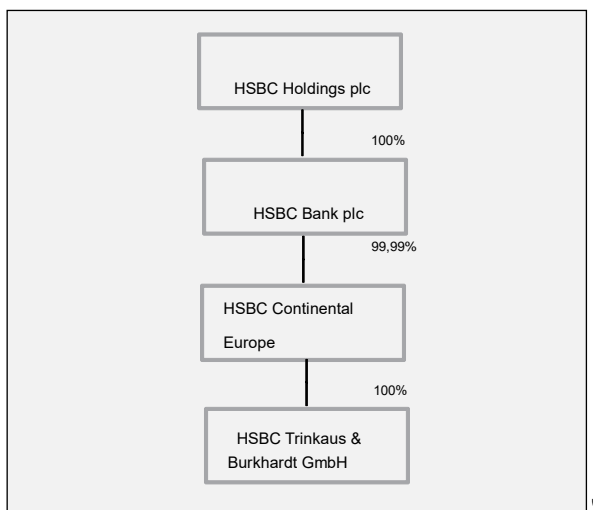 HSBC Holdings plc
100%
HSBC Bank plc
99,99%
HSBC Continental
Europe
100%
HSBC Trinkaus &
Burkhardt GmbH